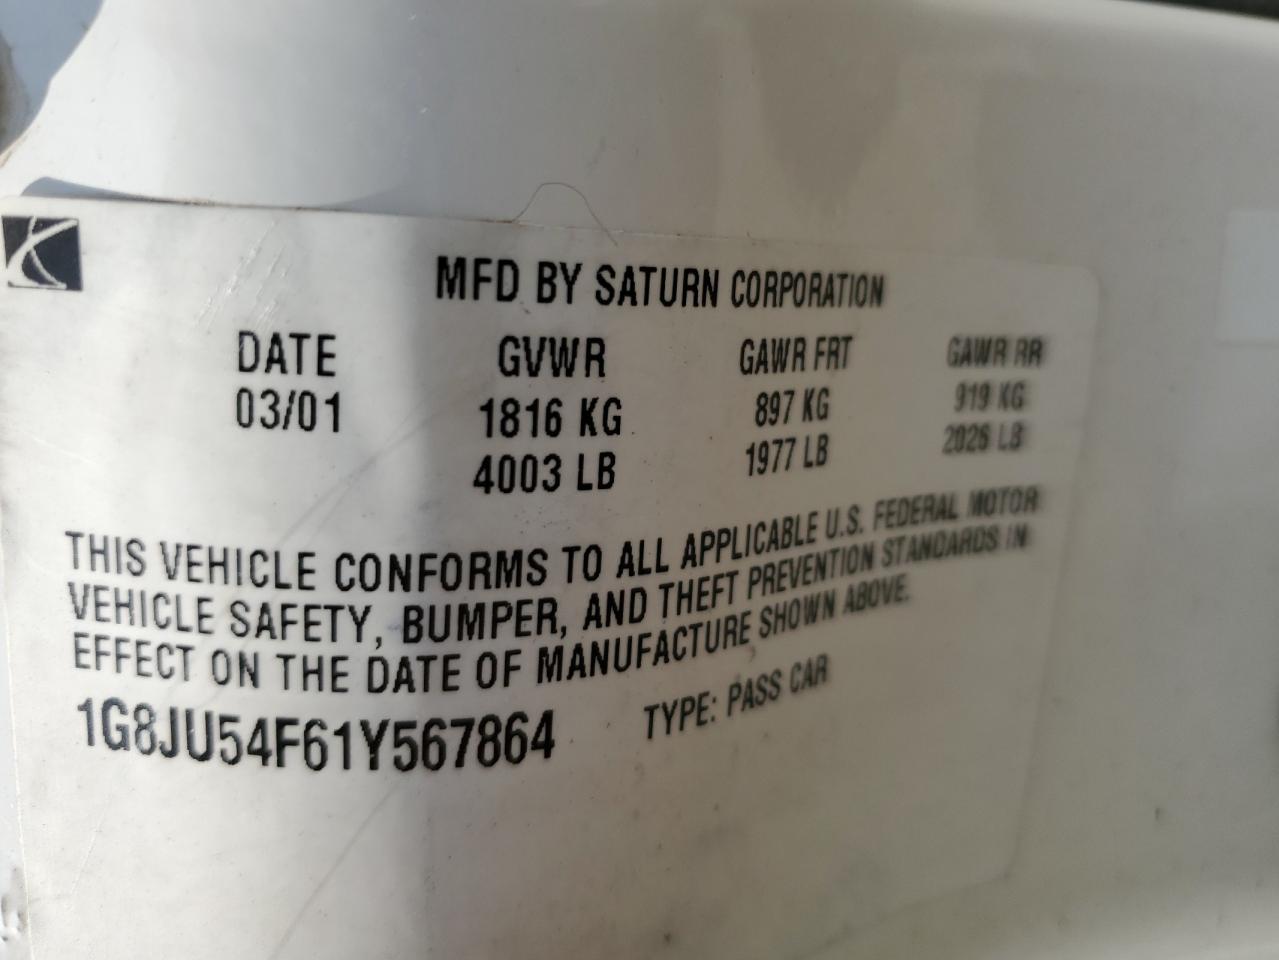 MFD BY SATURN CORPORATION
DATE GVWR GAWR FRT GAWR RR
03/01 1816 KG 897 KG 919 KG
4003 LB 1977 LB 2026 LB
THIS VEHICLE CONFORMS TO ALL APPLICABLE U.S. FEDERAL MOTOR
VEHICLE SAFETY, BUMPER, AND THEFT PREVENTION STANDARDS IN
EFFECT ON THE DATE OF MANUFACTURE SHOWN ABOVE.
1G8JU54F61Y567864 TYPE: PASS CAR